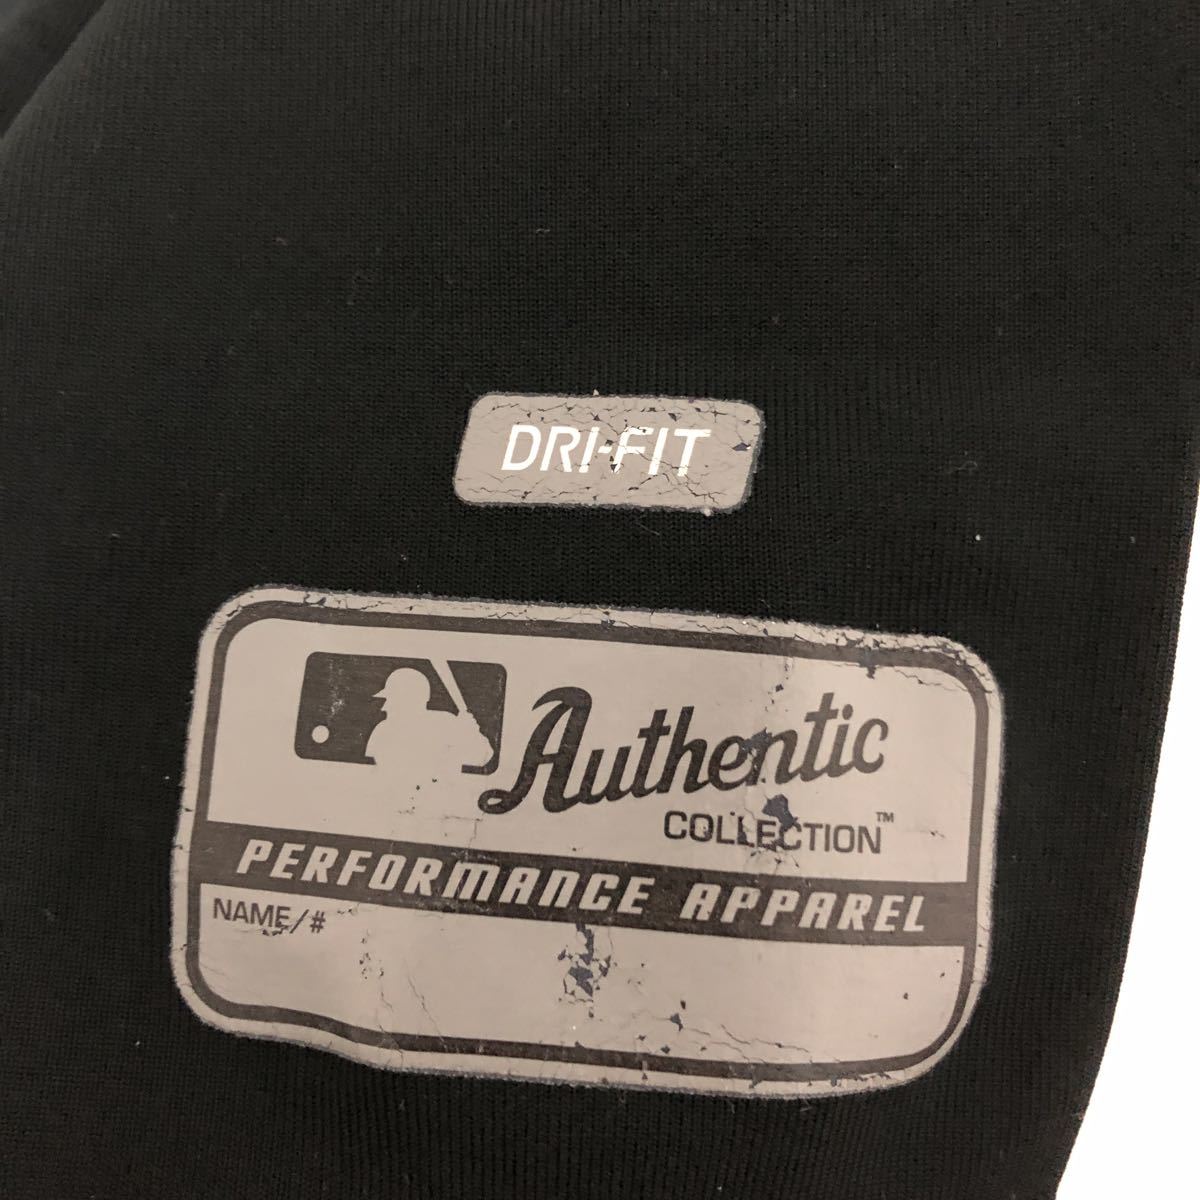 DRI-FIT
Authentic
COLLECTION™
PERFORMANCE APPAREL
NAME/#